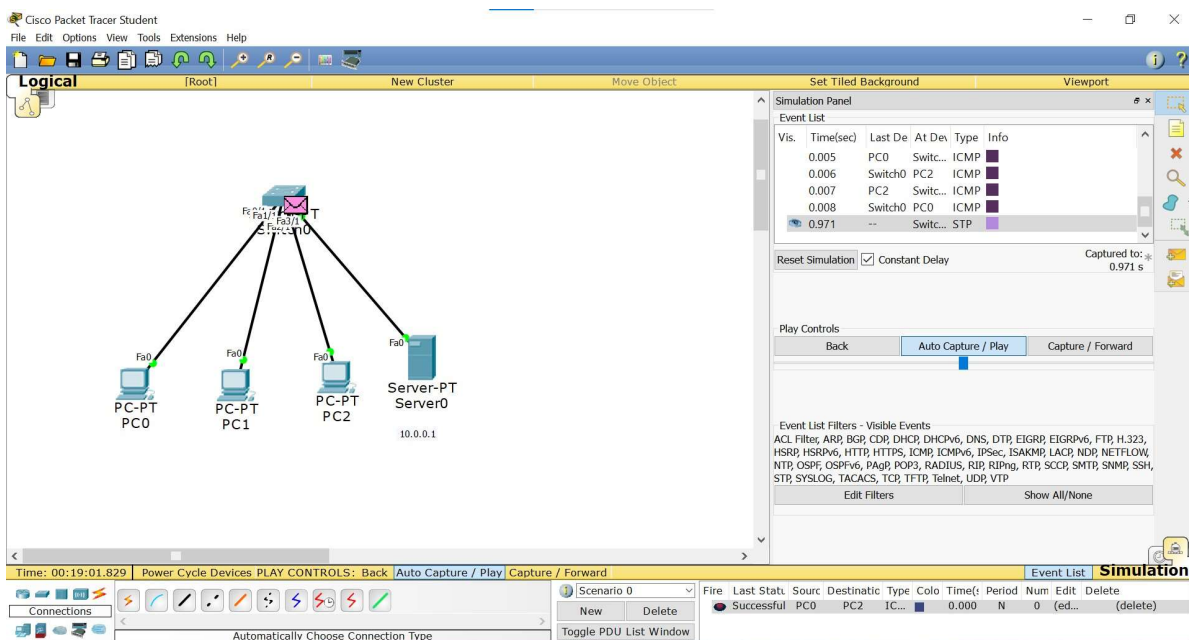 Cisco Packet Tracer Student
File Edit Options View Tools Extensions Help
Logical [Root] New Cluster Move Object Set Tiled Background Viewport
Simulation Panel
Event List
Vis. Time(sec) Last De At Dev Type Info
0.005 PC0 Switc... ICMP
0.006 Switch0 PC2 ICMP
0.007 PC2 Switc... ICMP
0.008 Switch0 PC0 ICMP
0.971 -- Switc... STP
Reset Simulation Constant Delay Captured to: *
0.971 s
Play Controls
Back Auto Capture / Play Capture / Forward
Event List Filters - Visible Events
ACL Filter, ARP, BGP, CDP, DHCP, DHCPv6, DNS, DTP, EIGRP, EIGRPv6, FTP, H.323,
HSRP, HSRPv6, HTTP, HTTPS, ICMP, ICMPv6, IPSec, ISAKMP, LACP, NDP, NETFLOW,
NTP, OSPF, OSPFv6, PAgP, POP3, RADIUS, RIP, RIPng, RTP, SCCP, SMTP, SNMP, SSH,
STP, SYSLOG, TACACS, TCP, TFTP, Telnet, UDP, VTP
Edit Filters Show All/None
Fa1/1 T
Fa3/1
Switch0
Fa0 Fa0 Fa0 Fa0
PC-PT
PC0
PC-PT
PC1
PC-PT
PC2
Server-PT
Server0
10.0.0.1
Time: 00:19:01.829 Power Cycle Devices PLAY CONTROLS: Back Auto Capture / Play Capture / Forward Event List Simulation
Connections
Automatically Choose Connection Type
Scenario 0
New Delete
Toggle PDU List Window
Fire Last Statu Sourc Destinatic Type Colo Time(s Period Num Edit Delete
Successful PC0 PC2 IC... 0.000 N 0 (ed... (delete)